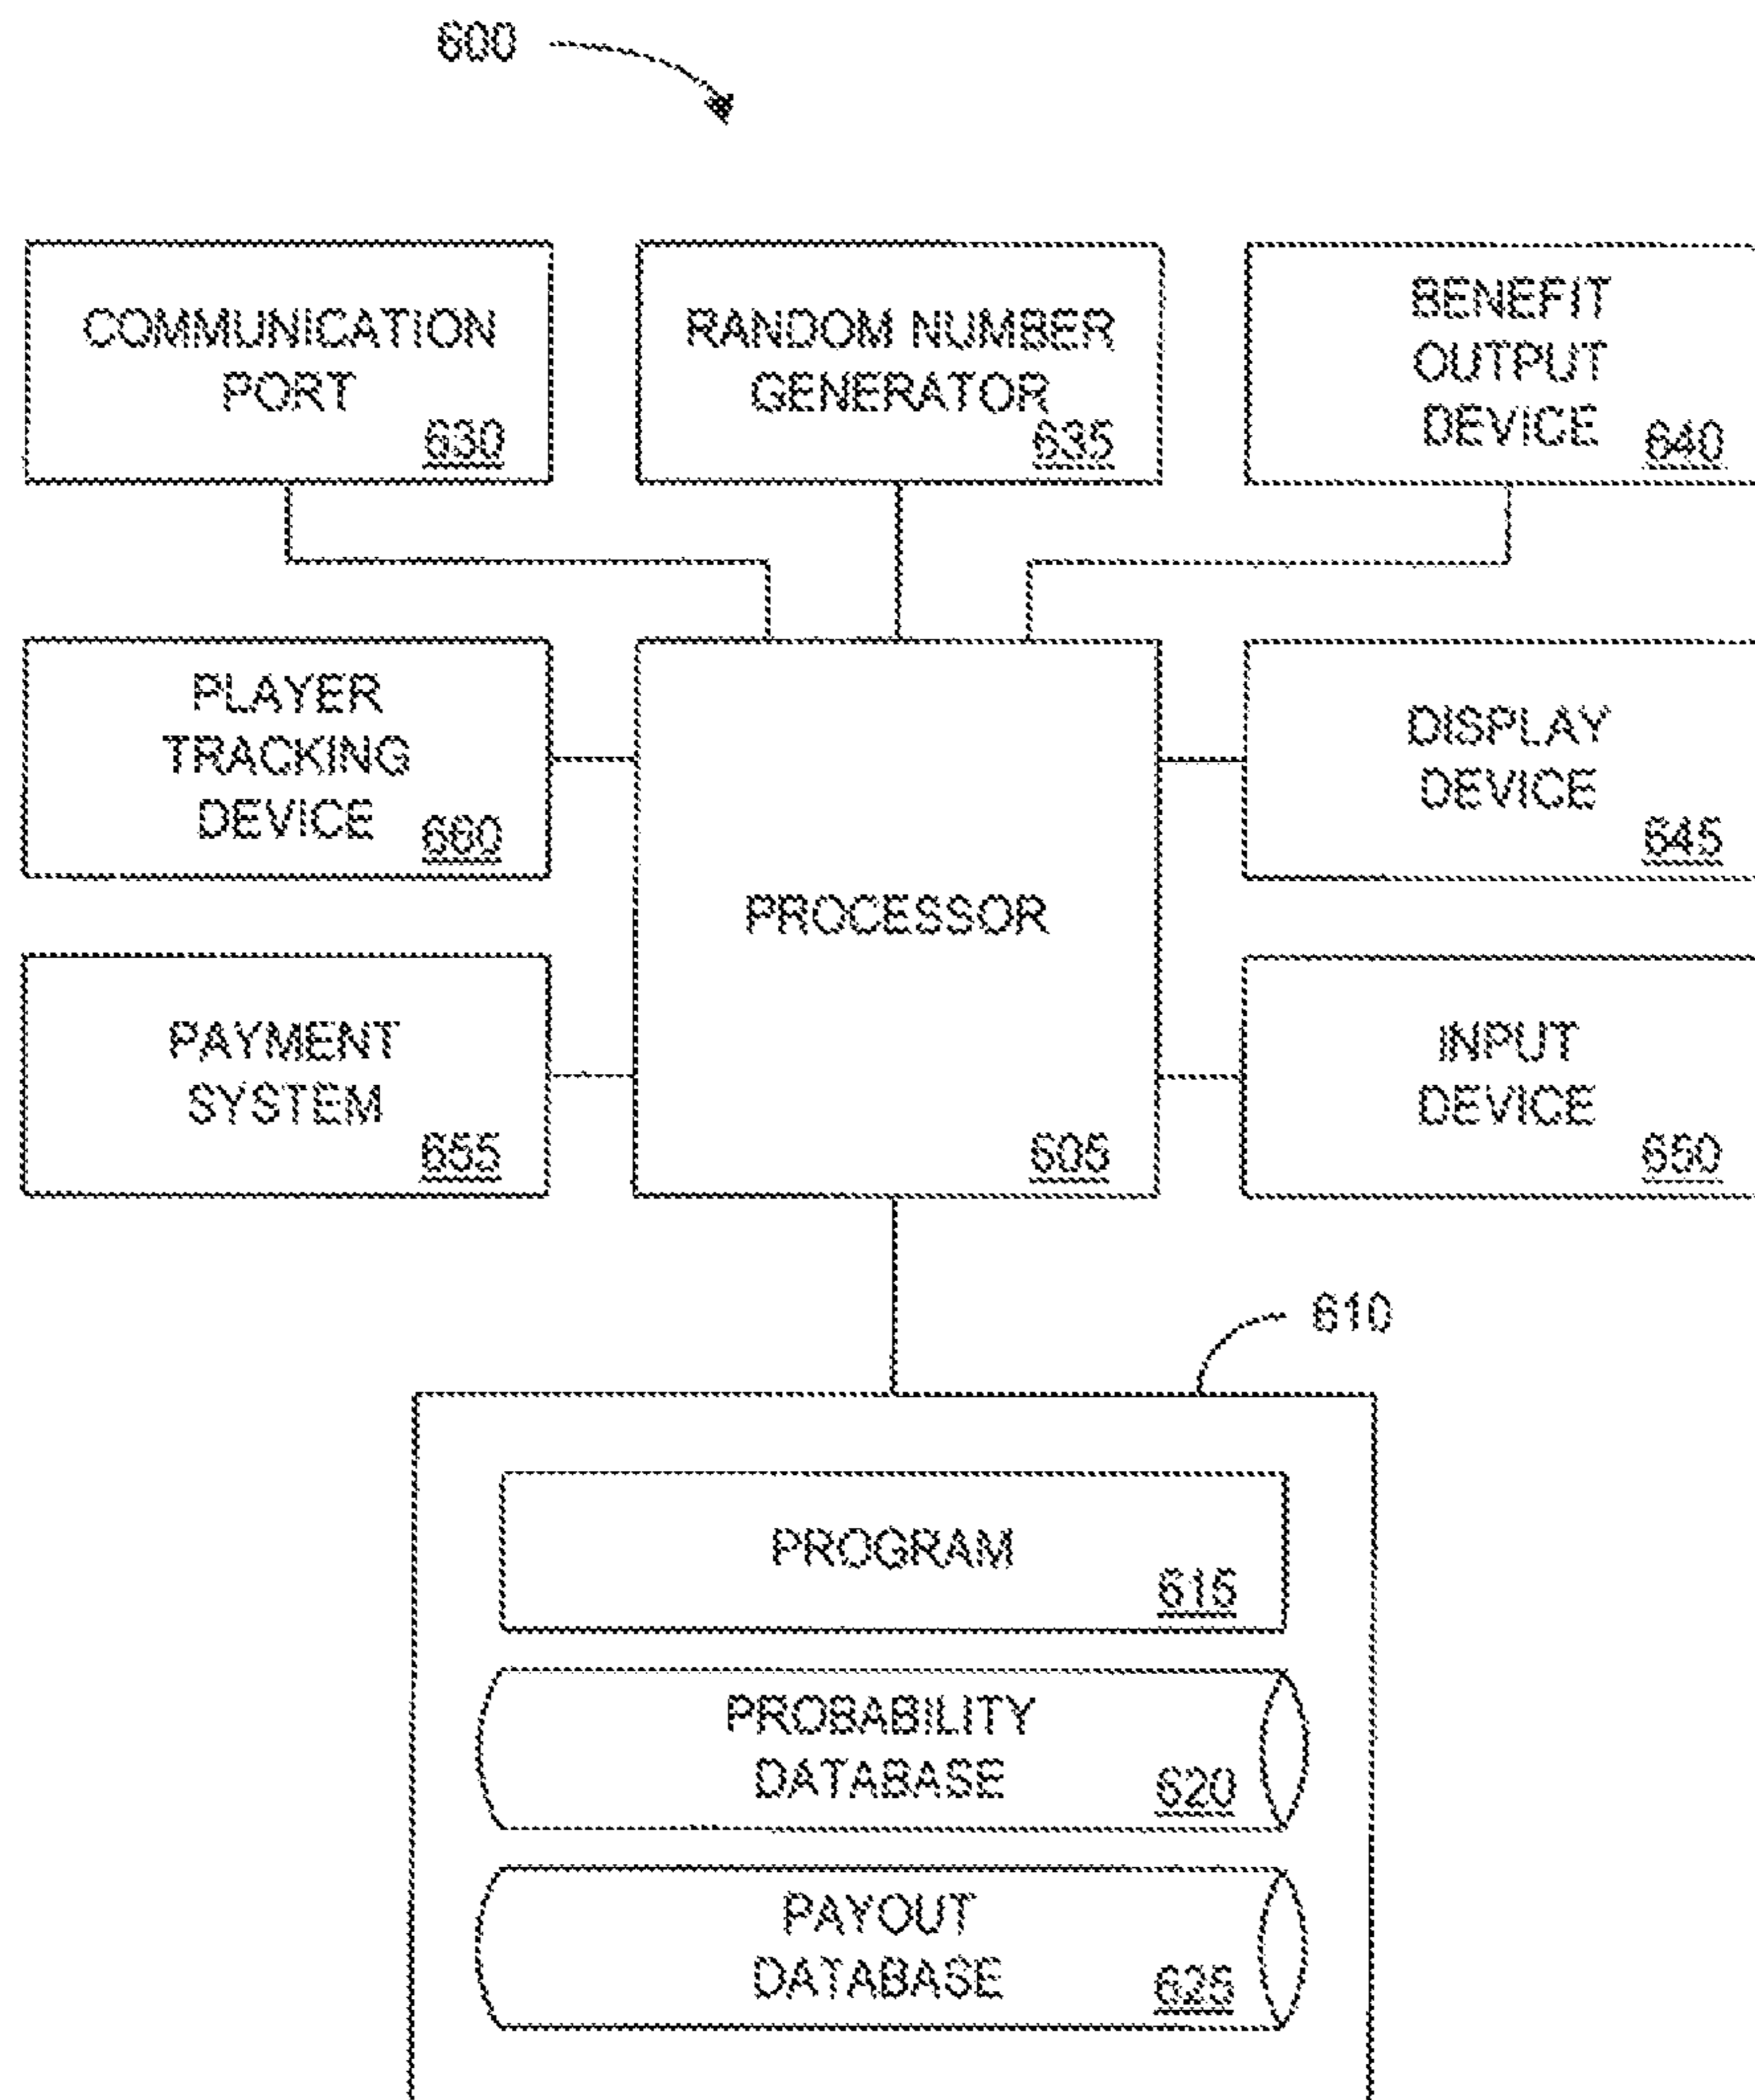 600
COMMUNICATION
PORT
630
RANDOM NUMBER
GENERATOR
635
BENEFIT
OUTPUT
DEVICE
640
PLAYER
TRACKING
DEVICE
660
PROCESSOR
605
DISPLAY
DEVICE
645
PAYMENT
SYSTEM
655
INPUT
DEVICE
650
610
PROGRAM
615
PROBABILITY
DATABASE
620
PAYOUT
DATABASE
625